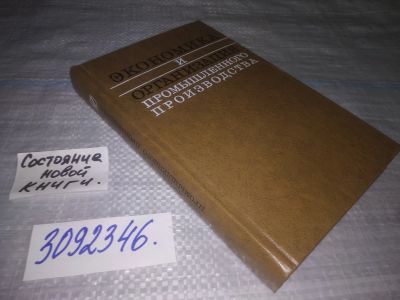 ЭКОНОМИКА
И
ОРГАНИЗАЦИЯ
ПРОМЫШЛЕННОГО
ПРОИЗВОДСТВА
Состояние
новой
книги.
3092346.